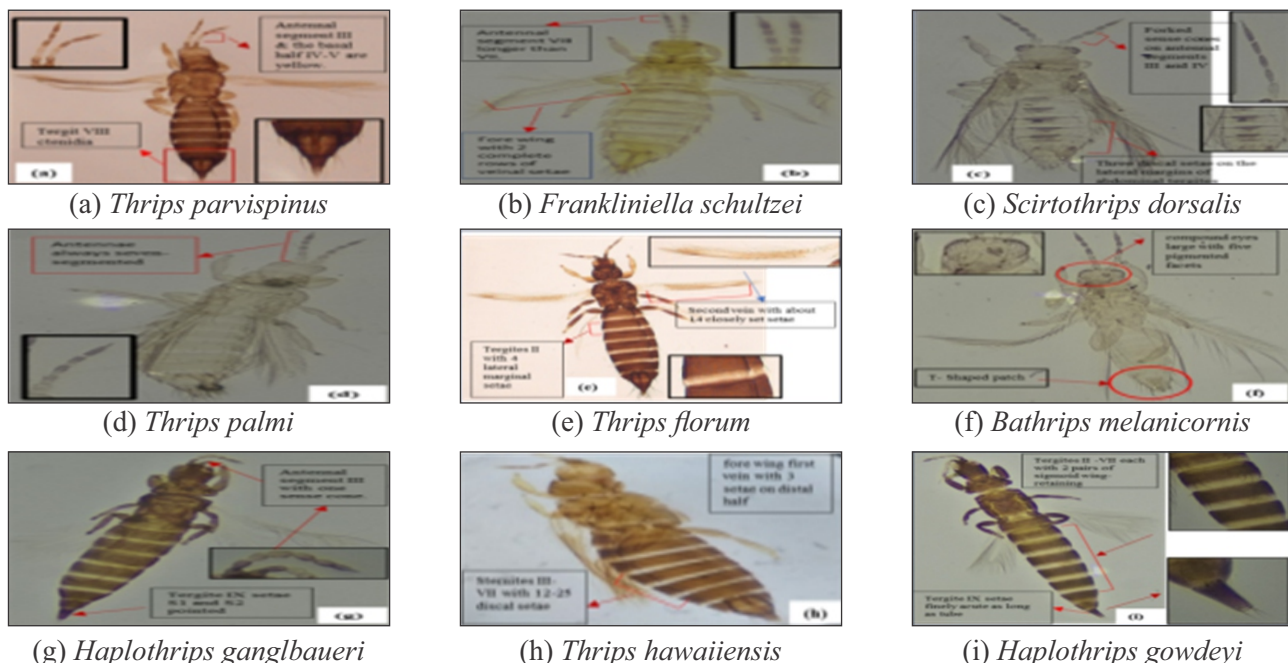 Antennal
segment III
& the basal
half IV-V are
yellow.
Tergit VIII
ctenidia
(a)
Antennal
segment VIII
longer than
Fore wing
with 2
complete
rows of
veinal setae
(b)
Forked
sense cones
on antennal
segments
III and IV
Three discal setae on the
lateral margins of
abdominal tergites
(c)
(a) Thrips parvispinus
(b) Frankliniella schultzei
(c) Scirtothrips dorsalis
Antennae
always seven-
segmented
(d)
Second vein with about
14 closely set setae
Tergites II
with 4
lateral
marginal
setae
(e)
compound eyes
large with five
pigmented
facets
T- Shaped patch
(f)
(d) Thrips palmi
(e) Thrips florum
(f) Bathrips melanicornis
Antennal
segment III
with one
sense cone.
Tergite IX setae
S1 and S2
pointed
(g)
fore wing first
vein with 3
setae on distal
half
Sternites III-
VII with 12-25
discal setae
(h)
Tergites II -VII each
with 2 pairs of
sigmoid wing-
retaining
Tergite IX setae
finely acute as long
as tube
(i)
(g) Haplothrips ganglbaueri
(h) Thrips hawaiiensis
(i) Haplothrips gowdeyi